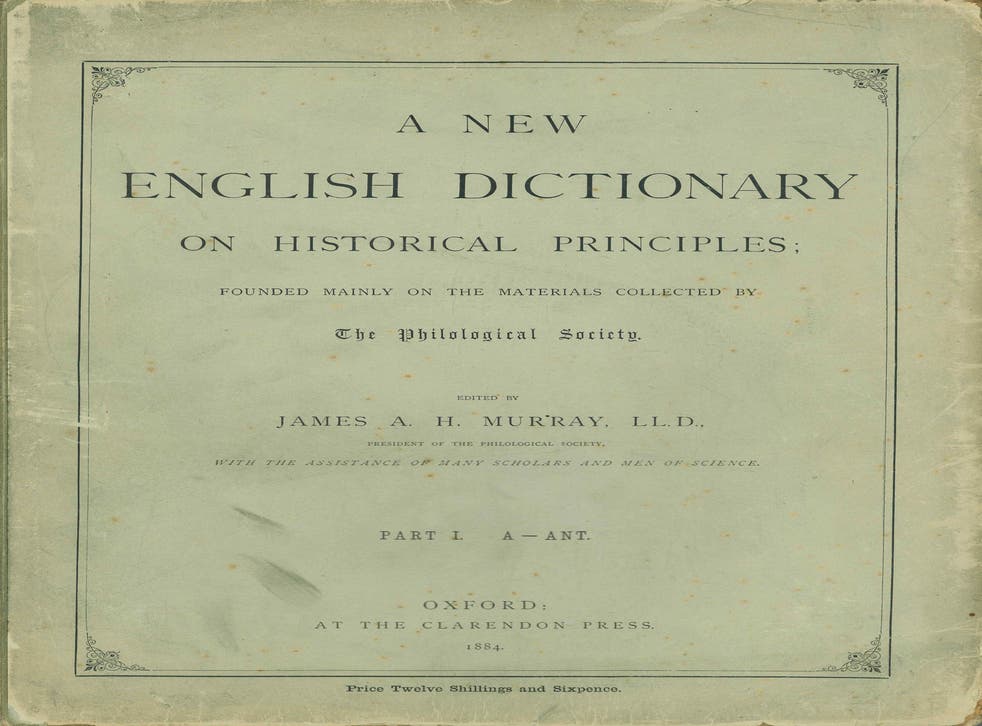 A NEW
ENGLISH DICTIONARY
ON HISTORICAL PRINCIPLES;
FOUNDED MAINLY ON THE MATERIALS COLLECTED BY
The Philological Society.
EDITED BY
JAMES A. H. MURRAY, LL.D.,
PRESIDENT OF THE PHILOLOGICAL SOCIETY,
WITH THE ASSISTANCE OF MANY SCHOLARS AND MEN OF SCIENCE.
PART I. A — ANT.
OXFORD:
AT THE CLARENDON PRESS.
1884.
Price Twelve Shillings and Sixpence.